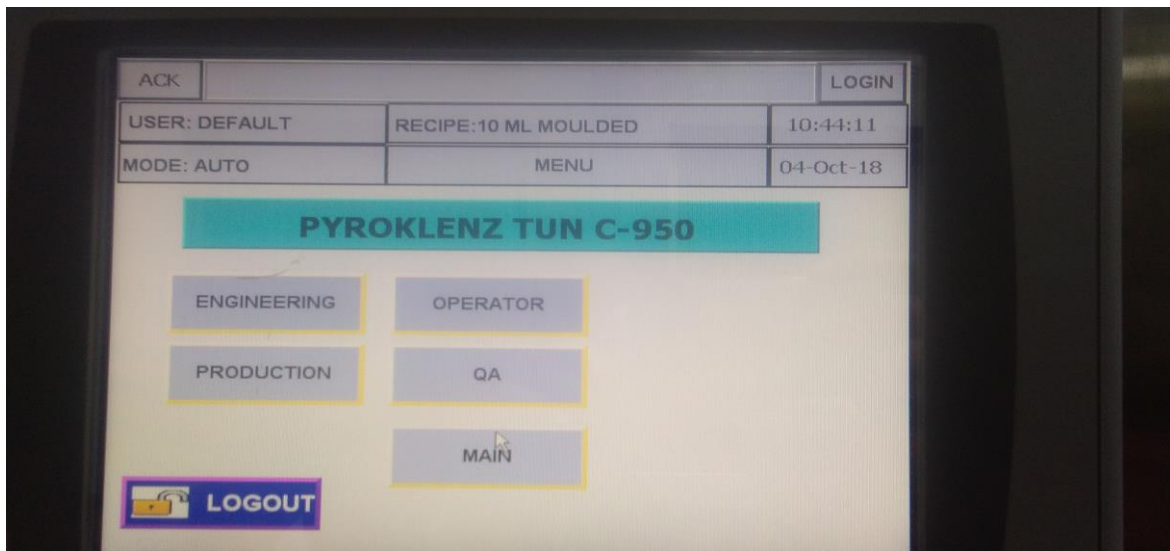 ACK LOGIN
USER: DEFAULT RECIPE:10 ML MOULDED 10:44:11
MODE: AUTO MENU 04-Oct-18
PYROKLENZ TUN C-950
ENGINEERING OPERATOR
PRODUCTION QA
MAIN
LOGOUT